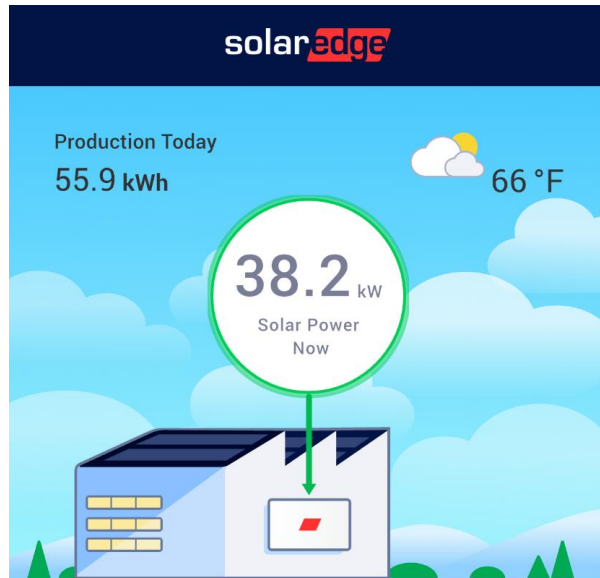 solaredge
Production Today
55.9 kWh
66 °F
38.2 kW
Solar Power
Now